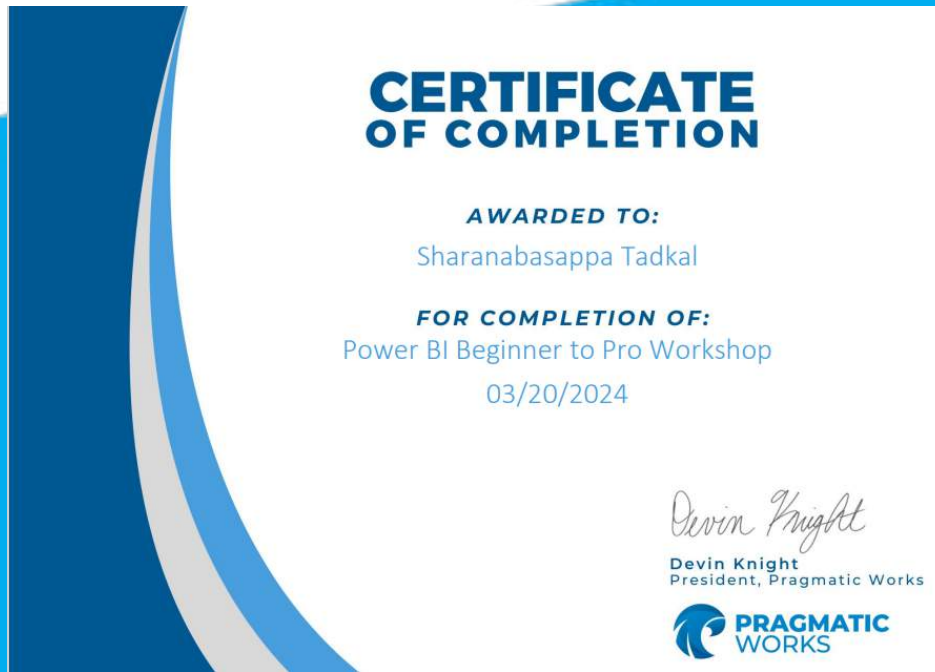 CERTIFICATE
OF COMPLETION
AWARDED TO:
Sharanabasappa Tadkal
FOR COMPLETION OF:
Power BI Beginner to Pro Workshop
03/20/2024
Devin Knight
Devin Knight
President, Pragmatic Works
PRAGMATIC
WORKS